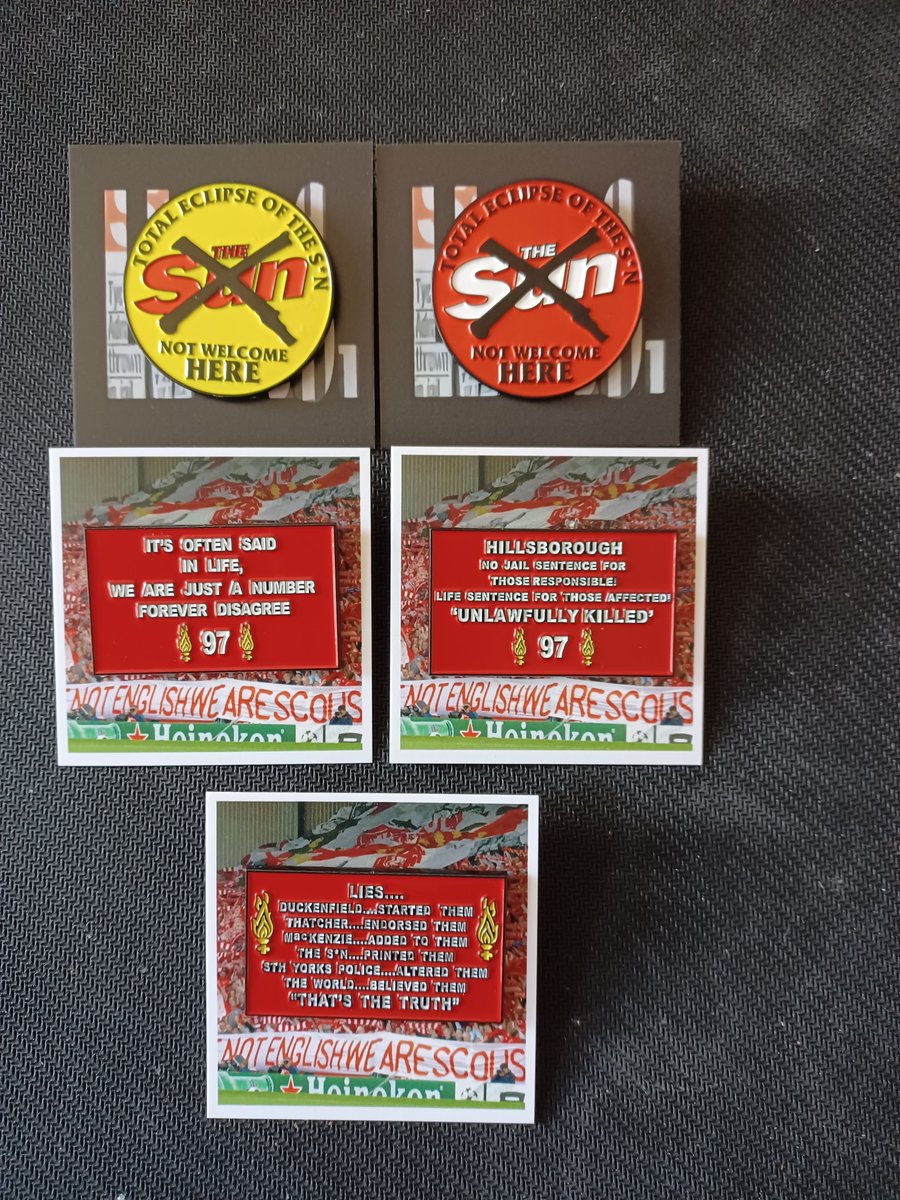 TOTAL ECLIPSE OF THE S*N
THE
Sun
NOT WELCOME
HERE
TOTAL ECLIPSE OF THE S*N
THE
Sun
NOT WELCOME
HERE
IT'S OFTEN SAID
IN LIFE,
WE ARE JUST A NUMBER
FOREVER DISAGREE
97
NOT ENGLISH WE ARE SCOUS
Heineken
HILLSBOROUGH
NO JAIL SENTENCE FOR
THOSE RESPONSIBLE.
LIFE SENTENCE FOR THOSE AFFECTED!
'UNLAWFULLY KILLED'
97
NOT ENGLISH WE ARE SCOUS
Heineken
LIES....
DUCKENFIELD....STARTED THEM
THATCHER....ENDORSED THEM
MacKENZIE....ADDED TO THEM
THE S*N....PRINTED THEM
STH YORKS POLICE....ALTERED THEM
THE WORLD....BELIEVED THEM
"THAT'S THE TRUTH"
NOT ENGLISH WE ARE SCOUS
Heineken